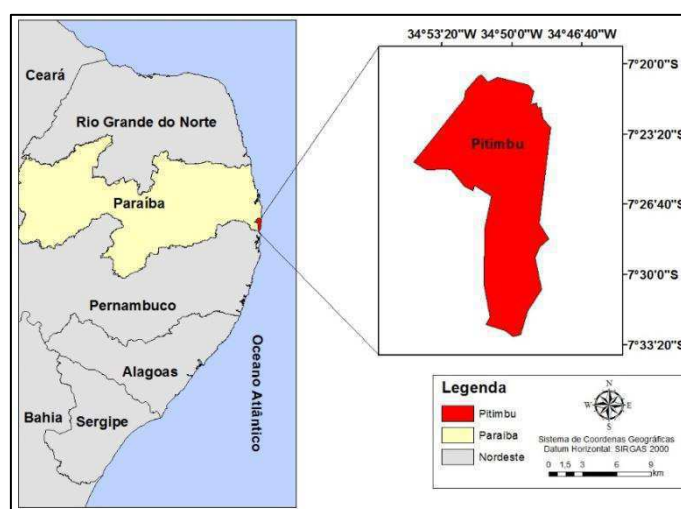 Ceará
Rio Grande do Norte
Paraíba
Pernambuco
Alagoas
Bahia
Sergipe
Oceano Atlântico
34°53'20"W 34°50'0"W 34°46'40"W
7°20'0"S
7°23'20"S
7°26'40"S
7°30'0"S
7°33'20"S
Pitimbu
Legenda
Pitimbu
Paraíba
Nordeste
N
W E
S
Sistema de Coordenas Geográficas
Datum Horizontal: SIRGAS 2000
0 1,5 3 6 9
km